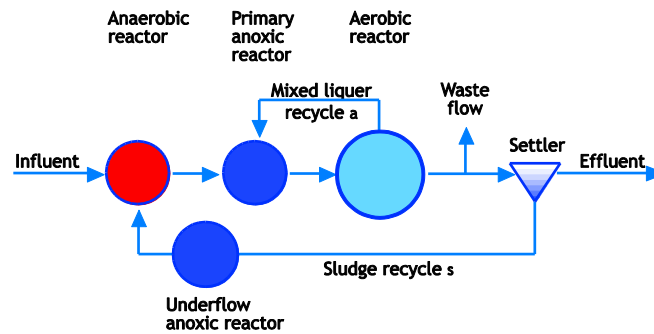 Anaerobic
reactor
Primary
anoxic
reactor
Aerobic
reactor
Mixed liquer
recycle a
Waste
flow
Settler
Influent
Effluent
Sludge recycle s
Underflow
anoxic reactor